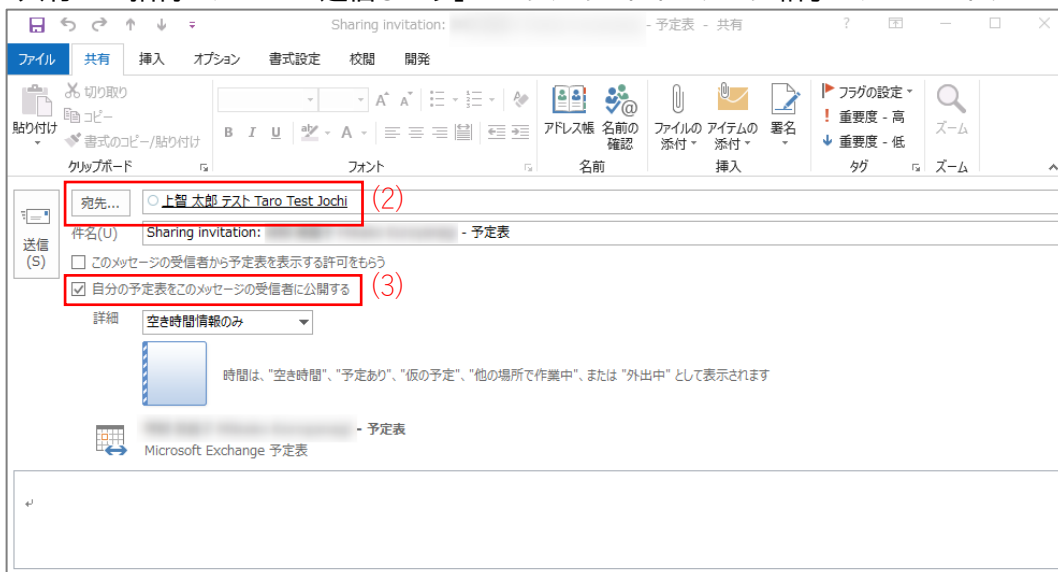 Sharing invitation: - 予定表 - 共有 ?
ファイル 共有 挿入 オプション 書式設定 校閲 開発
貼り付け
切り取り
コピー
書式のコピー/貼り付け
クリップボード
B I U A
フォント
アドレス帳 名前の確認
名前
ファイルの添付 アイテムの添付 署名
挿入
フラグの設定
重要度 - 高
重要度 - 低
タグ
ズーム
ズーム
送信
(S)
宛先... 上智 太郎 テスト Taro Test Jochi (2)
件名(U) Sharing invitation: - 予定表
このメッセージの受信者から予定表を表示する許可をもらう
自分の予定表をこのメッセージの受信者に公開する (3)
詳細 空き時間情報のみ
時間は、"空き時間"、"予定あり"、"仮の予定"、"他の場所で作業中"、または "外出中" として表示されます
- 予定表
Microsoft Exchange 予定表